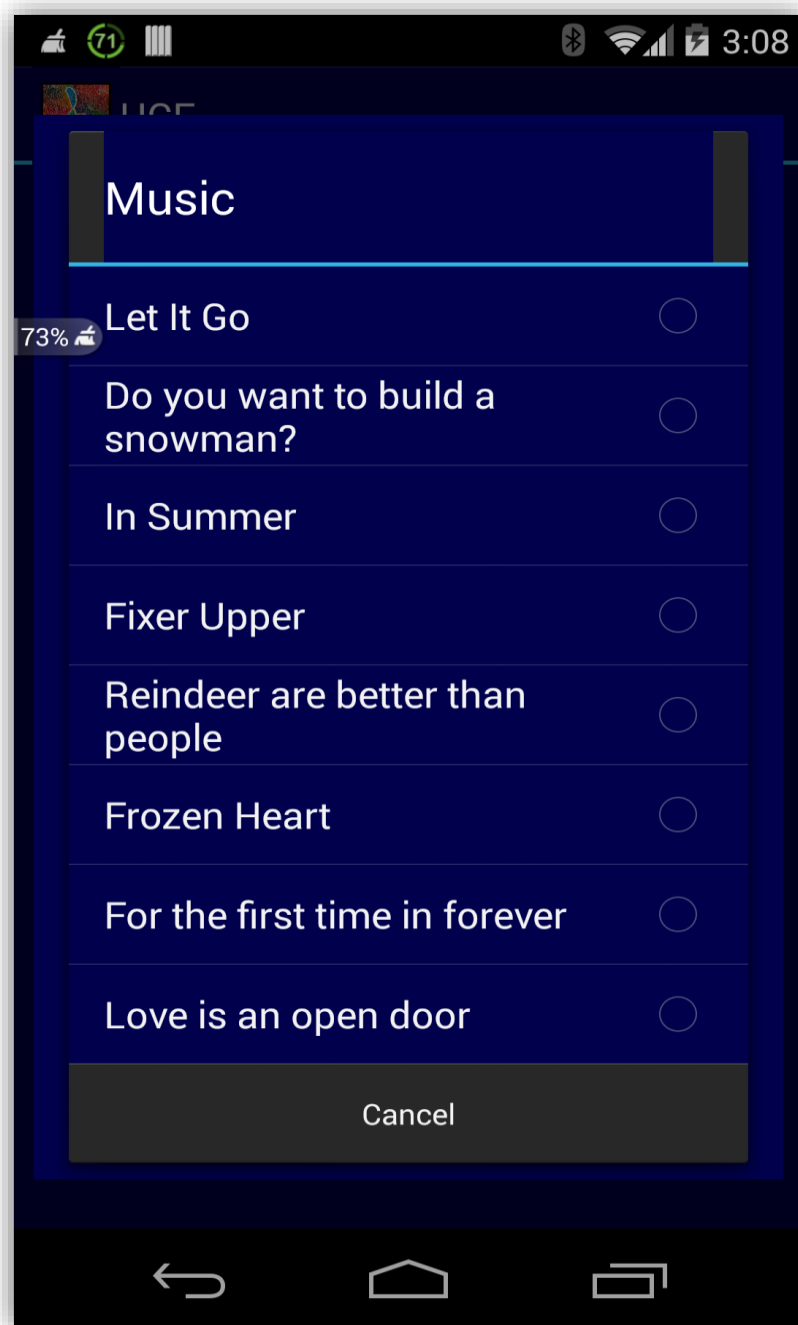 71 3:08
Music
Let It Go
73%
Do you want to build a
snowman?
In Summer
Fixer Upper
Reindeer are better than
people
Frozen Heart
For the first time in forever
Love is an open door
Cancel